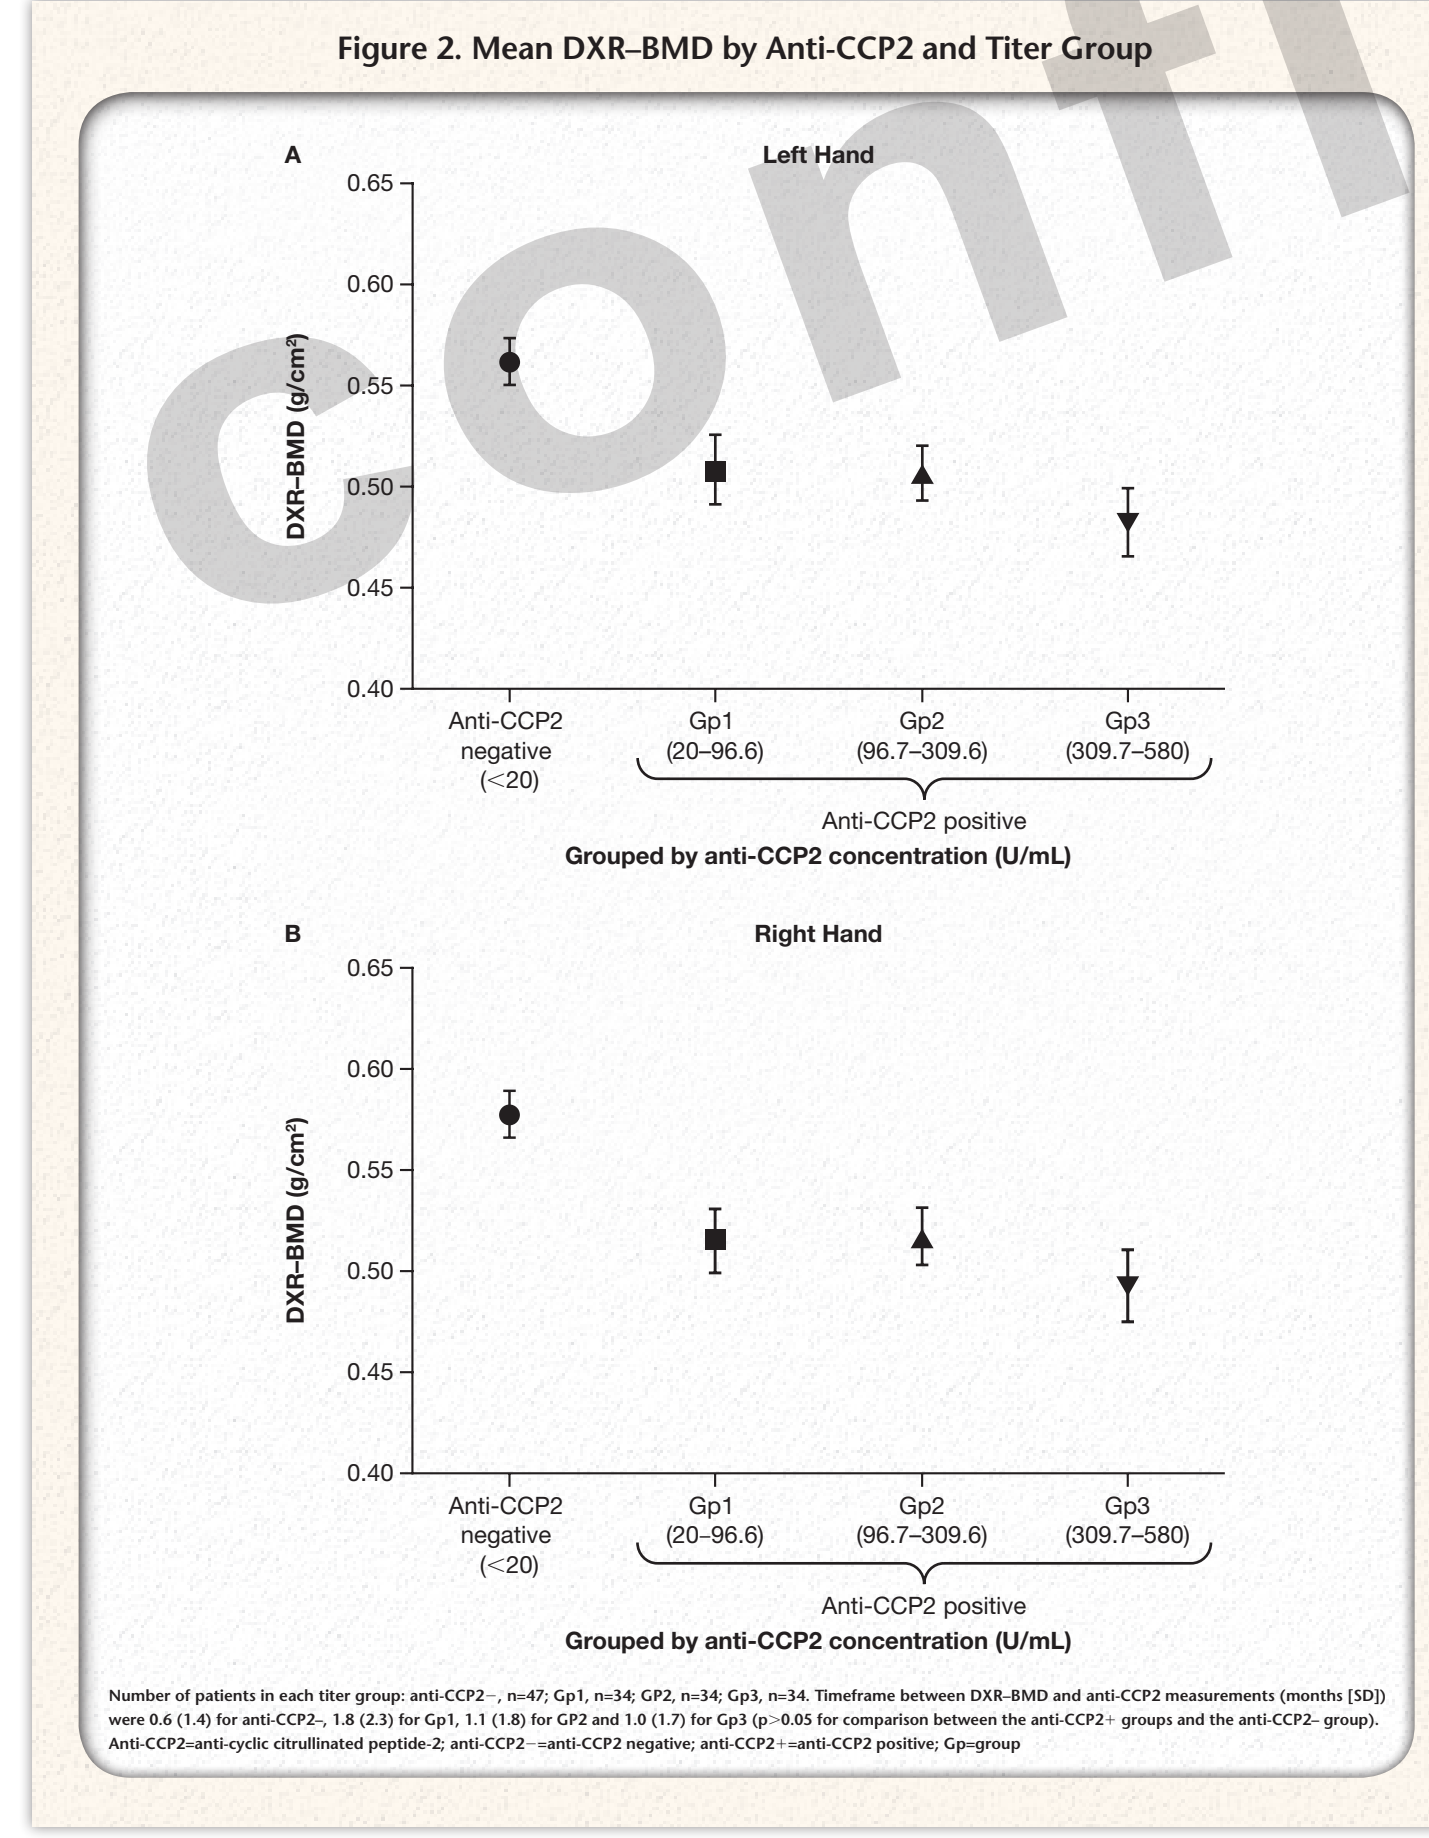 Figure 2. Mean DXR–BMD by Anti-CCP2 and Titer Group
A
Left Hand
DXR–BMD (g/cm²)
0.65
0.60
0.55
0.50
0.45
0.40
Anti-CCP2 negative (<20)
Gp1 (20–96.6)
Gp2 (96.7–309.6)
Gp3 (309.7–580)
Anti-CCP2 positive
Grouped by anti-CCP2 concentration (U/mL)
B
Right Hand
DXR–BMD (g/cm²)
0.65
0.60
0.55
0.50
0.45
0.40
Anti-CCP2 negative (<20)
Gp1 (20–96.6)
Gp2 (96.7–309.6)
Gp3 (309.7–580)
Anti-CCP2 positive
Grouped by anti-CCP2 concentration (U/mL)
Number of patients in each titer group: anti-CCP2−, n=47; Gp1, n=34; GP2, n=34; Gp3, n=34. Timeframe between DXR–BMD and anti-CCP2 measurements (months [SD])
were 0.6 (1.4) for anti-CCP2–, 1.8 (2.3) for Gp1, 1.1 (1.8) for GP2 and 1.0 (1.7) for Gp3 (p>0.05 for comparison between the anti-CCP2+ groups and the anti-CCP2– group).
Anti-CCP2=anti-cyclic citrullinated peptide-2; anti-CCP2−=anti-CCP2 negative; anti-CCP2+=anti-CCP2 positive; Gp=group